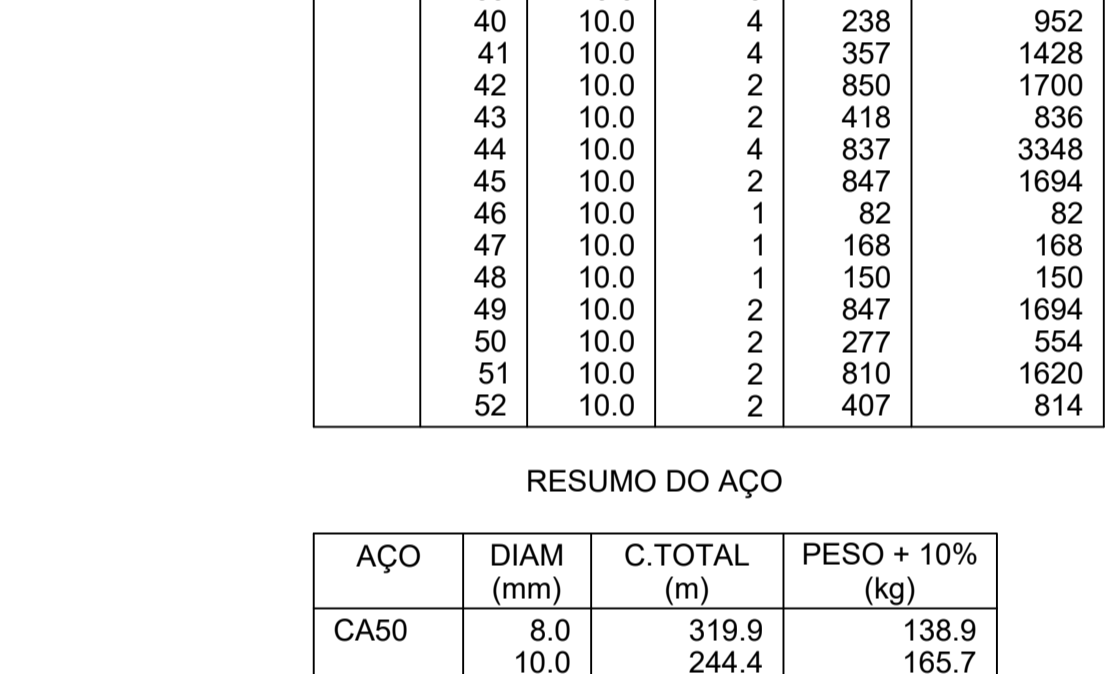 40 10.0 4 238 952
41 10.0 4 357 1428
42 10.0 2 850 1700
43 10.0 2 418 836
44 10.0 4 837 3348
45 10.0 2 847 1694
46 10.0 1 82 82
47 10.0 1 168 168
48 10.0 1 150 150
49 10.0 2 847 1694
50 10.0 2 277 554
51 10.0 2 810 1620
52 10.0 2 407 814
RESUMO DO AÇO
AÇO DIAM C.TOTAL PESO + 10%
(mm) (m) (kg)
CA50 8.0 319.9 138.9
10.0 244.4 165.7